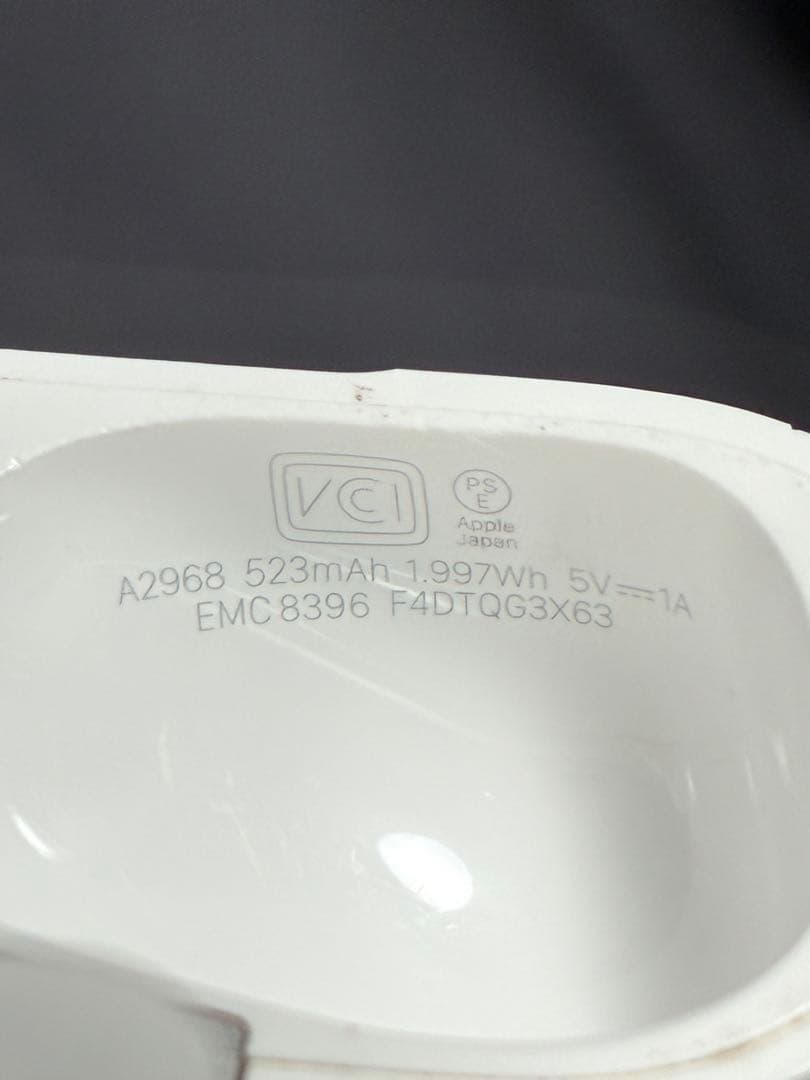 VCI
PS
E
Apple
Japan
A2968 523mAh 1.997Wh 5V⎓1A
EMC 8396 F4DTQG3X63